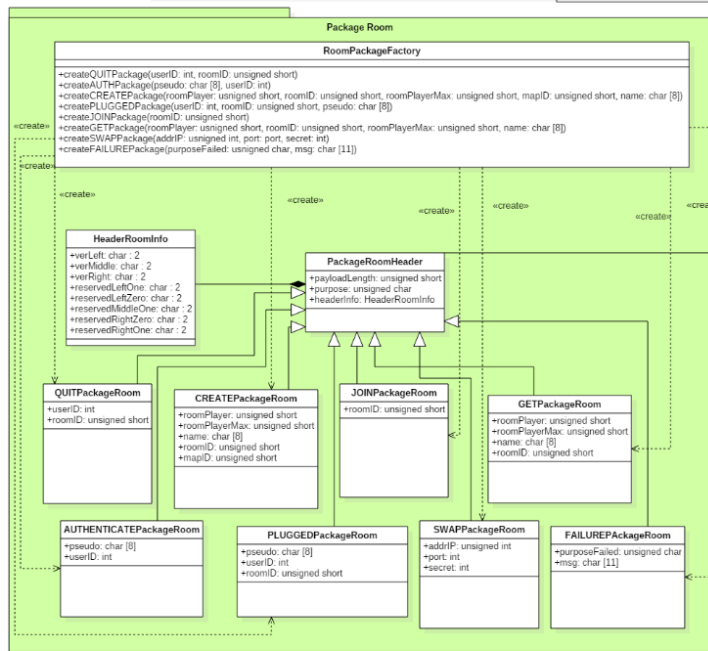 Package Room
RoomPackageFactory
+createQUITPackage(userID: int, roomID: unsigned short)
+createAUTHPackage(pseudo: char [8], userID: int)
+createCREATEPackage(roomPlayer: usnigned short, roomID: unsigned short, roomPlayerMax: unsigned short, mapID: unsigned short, name: char [8])
+createPLUGGEDPackage(userID: int, roomID: unsigned short, pseudo: char [8])
+createJOINPackage(roomID: unsigned short)
+createGETPackage(roomPlayer: usnigned short, roomID: unsigned short, roomPlayerMax: unsigned short, name: char [8])
+createSWAPPackage(addrIP: usnigned int, port: port, secret: int)
+createFAILUREPackage(purposeFailed: usnigned char, msg: char [11])
«create»
«create»
«create»
«create»
«create»
«create»
«create»
«crea
HeaderRoomInfo
+verLeft: char : 2
+verMiddle: char : 2
+verRight: char : 2
+reservedLeftOne: char : 2
+reservedLeftZero: char : 2
+reservedMiddleOne: char : 2
+reservedRightZero: char : 2
+reservedRightOne: char : 2
PackageRoomHeader
+payloadLength: unsigned short
+purpose: unsigned char
+headerInfo: HeaderRoomInfo
QUITPackageRoom
+userID: int
+roomID: unsigned short
CREATEPackageRoom
+roomPlayer: unsigned short
+roomPlayerMax: unsigned short
+name: char [8]
+roomID: unsigned short
+mapID: unsigned short
JOINPackageRoom
+roomID: unsigned short
GETPackageRoom
+roomPlayer: unsigned short
+roomPlayerMax: unsigned short
+name: char [8]
+roomID: unsigned short
AUTHENTICATEPackageRoom
+pseudo: char [8]
+userID: int
PLUGGEDPackageRoom
+pseudo: char [8]
+userID: int
+roomID: unsigned short
SWAPPackageRoom
+addrIP: unsigned int
+port: int
+secret: int
FAILUREPAckageRoom
+purposeFailed: unsigned char
+msg: char [11]